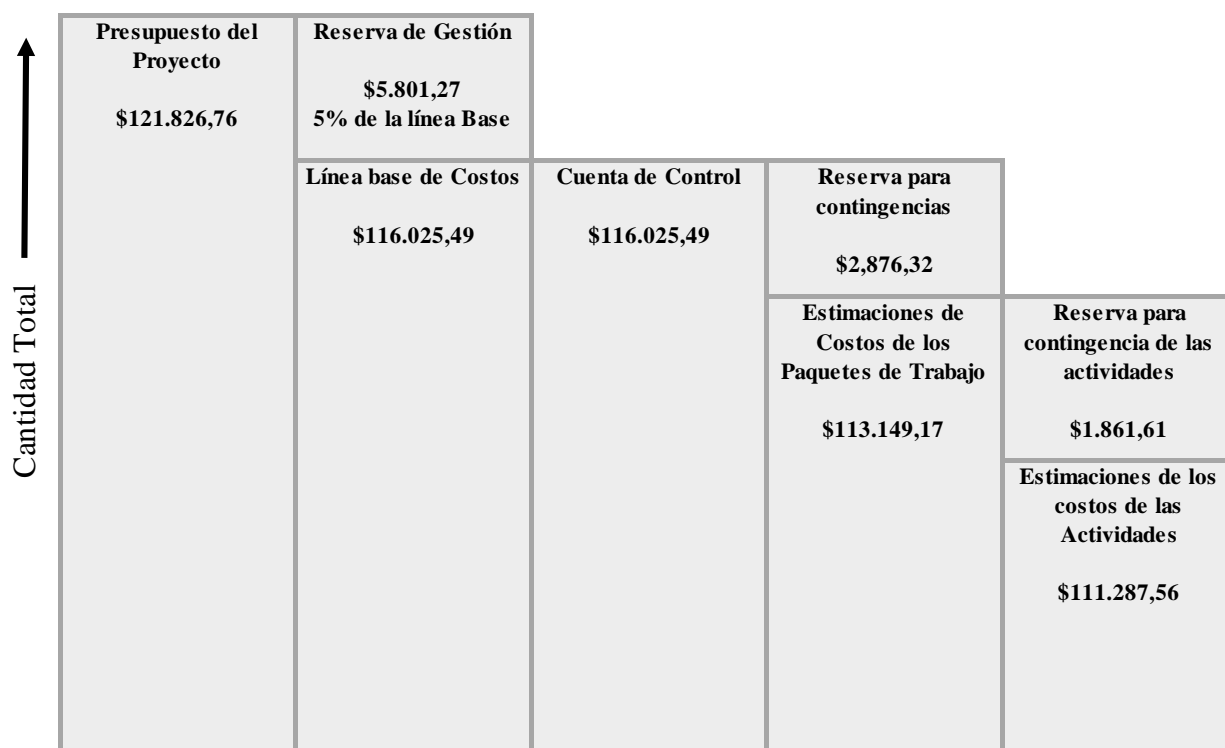 Cantidad Total
Presupuesto del
Proyecto
$121.826,76
Reserva de Gestión
$5.801,27
5% de la línea Base
Línea base de Costos
$116.025,49
Cuenta de Control
$116.025,49
Reserva para
contingencias
$2,876,32
Estimaciones de
Costos de los
Paquetes de Trabajo
$113.149,17
Reserva para
contingencia de las
actividades
$1.861,61
Estimaciones de los
costos de las
Actividades
$111.287,56